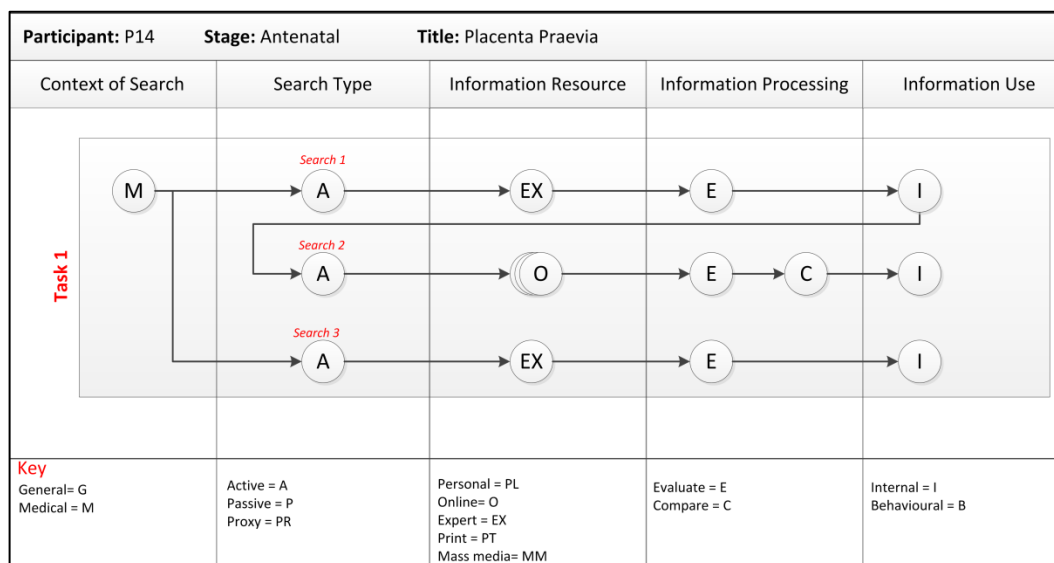 Participant: P14 Stage: Antenatal Title: Placenta Praevia
Context of Search Search Type Information Resource Information Processing Information Use
Task 1
Search 1
M A EX E I
Search 2
A O E C I
Search 3
A EX E I
Key
General= G
Medical = M
Active = A
Passive = P
Proxy = PR
Personal = PL
Online= O
Expert = EX
Print = PT
Mass media= MM
Evaluate = E
Compare = C
Internal = I
Behavioural = B